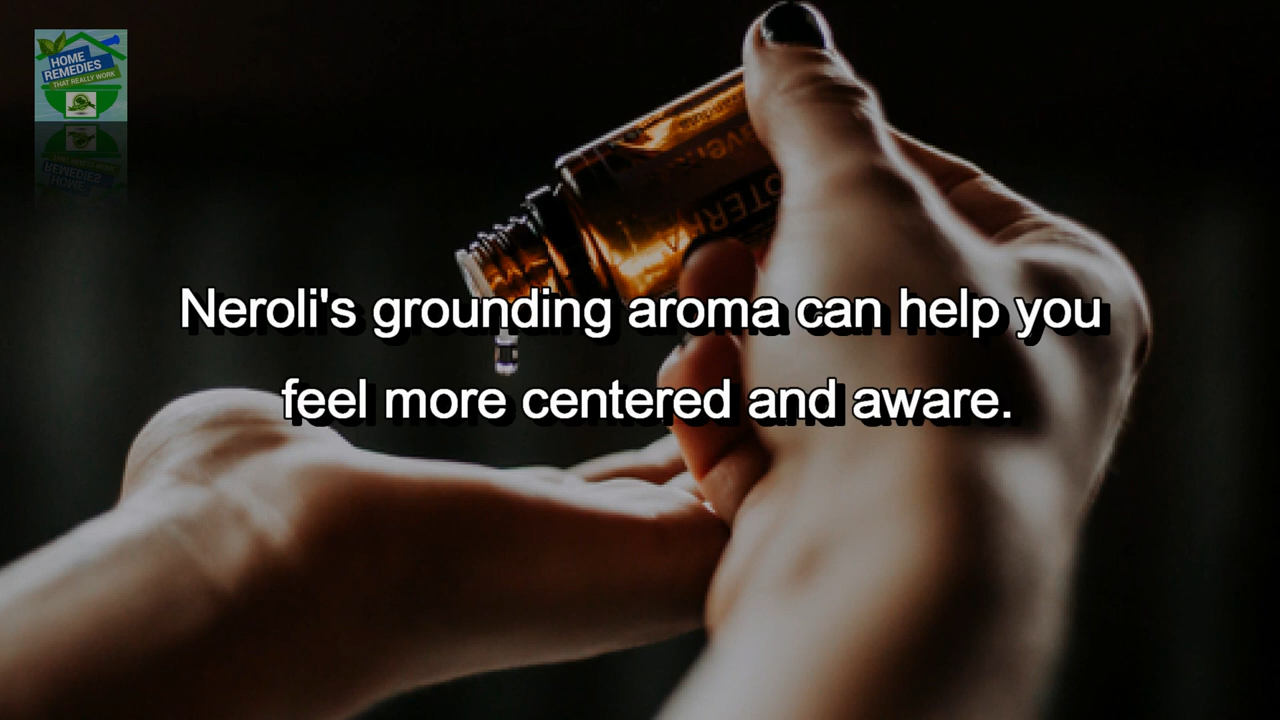 HOME
REMEDIES
THAT REALLY WORK
Neroli's grounding aroma can help you
feel more centered and aware.